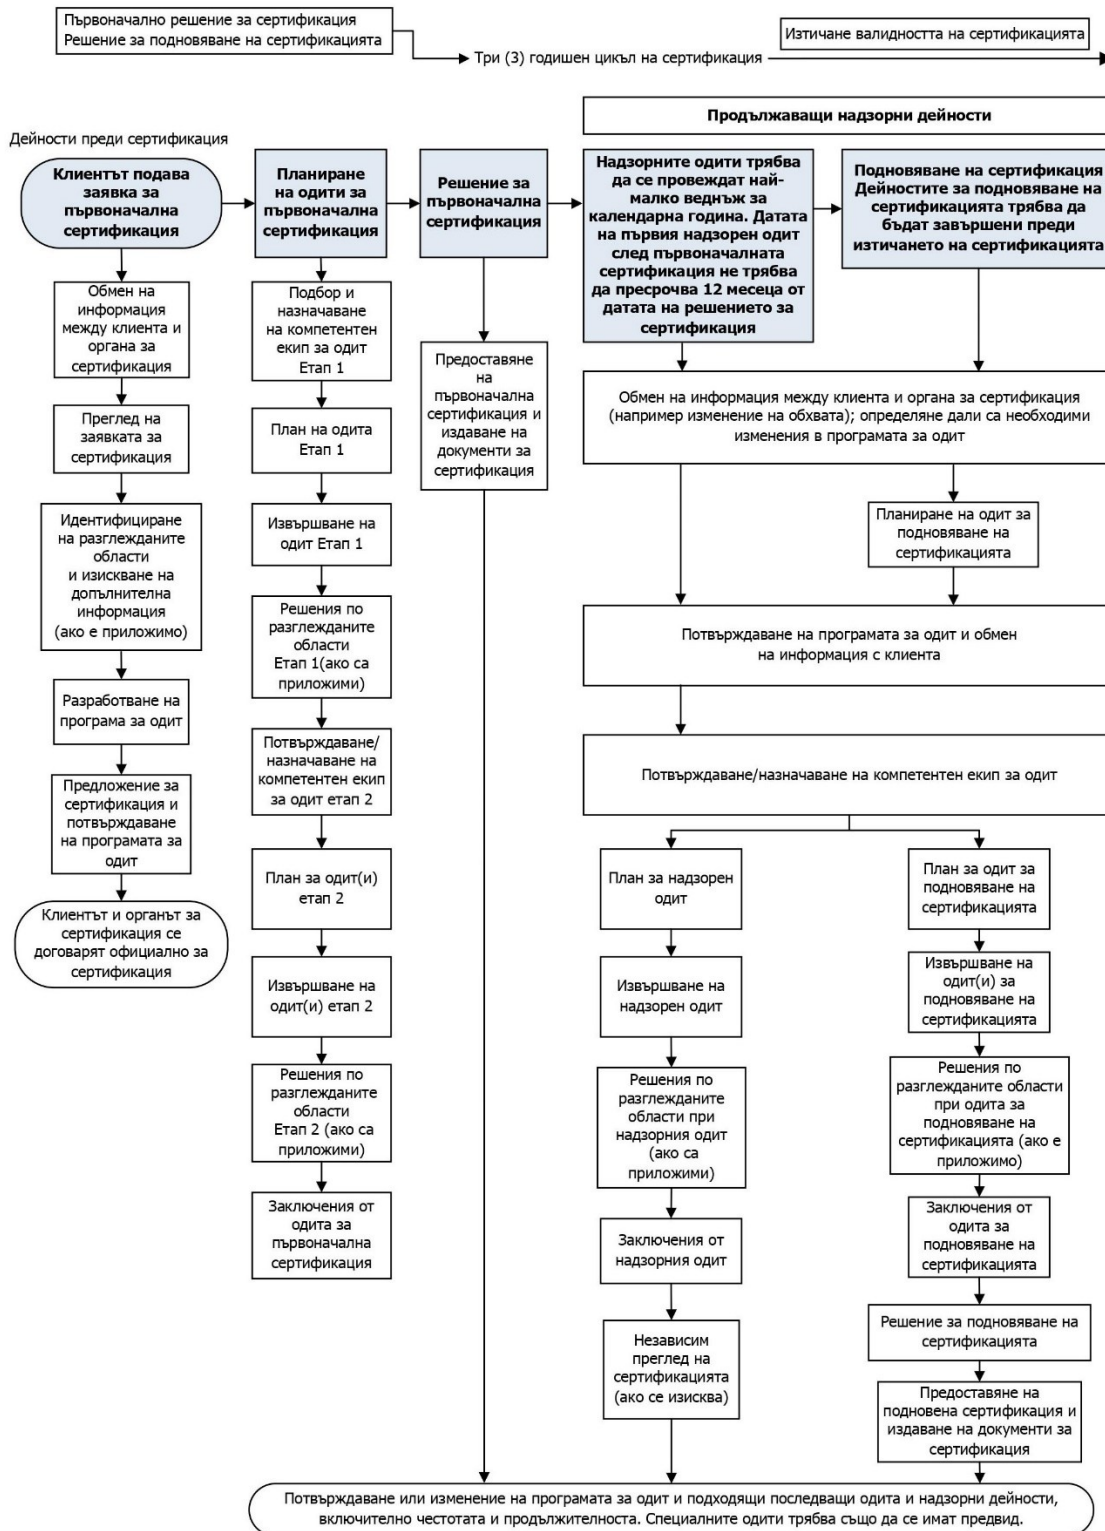 Първоначално решение за сертификация
Решение за подновяване на сертификацията
Изтичане валидността на сертификацията
Три (3) годишен цикъл на сертификация
Продължаващи надзорни дейности
Дейности преди сертификация
Клиентът подава
заявка за
първоначална
сертификация
Обмен на
информация
между клиента и
органа за
сертификация
Преглед на
заявката за
сертификация
Идентифициране
на разглежданите
области
и изискване на
допълнителна
информация
(ако е приложимо)
Разработване на
програма за одит
Предложение за
сертификация и
потвърждаване
на програмата за
одит
Клиентът и органът за
сертификация се
договарят официално за
сертификация
Планиране
на одити за
първоначална
сертификация
Подбор и
назначаване
на компетентен
екип за одит
Етап 1
План на одита
Етап 1
Извършване на
одит Етап 1
Решения по
разглежданите
области
Етап 1(ако са
приложими)
Потвърждаване/
назначаване на
компетентен екип
за одит етап 2
План за одит(и)
етап 2
Извършване на
одит(и) етап 2
Решения по
разглежданите
области
Етап 2 (ако са
приложими)
Заключения от
одита за
първоначална
сертификация
Решение за
първоначална
сертификация
Предоставяне
на
първоначална
сертификация и
издаване на
документи за
сертификация
Надзорните одити трябва
да се провеждат най-
малко веднъж за
календарна година. Датата
на първия надзорен одит
след първоначалната
сертификация не трябва
да пресрочва 12 месеца от
датата на решението за
сертификация
Подновяване на сертификация
Дейностите за подновяване на
сертификацията трябва да
бъдат завършени преди
изтичането на сертификацията
Обмен на информация между клиента и органа за сертификация
(например изменение на обхвата); определяне дали са необходими
изменения в програмата за одит
Планиране на одит за
подновяване на
сертификацията
Потвърждаване на програмата за одит и обмен
на информация с клиента
Потвърждаване/назначаване на компетентен екип за одит
План за надзорен
одит
Извършване на
надзорен одит
Решения по
разглежданите
области при
надзорния одит
(ако са
приложими)
Заключения от
надзорния одит
Независим
преглед на
сертификацията
(ако се изисква)
План за одит за
подновяване на
сертификацията
Извършване на
одит(и) за
подновяване на
сертификацията
Решения по
разглежданите области
при одита за
подновяване на
сертификацията (ако е
приложимо)
Заключения от
одита за
подновяване на
сертификацията
Решение за подновяване на
сертификацията
Предоставяне на
подновена сертификация и
издаване на документи за
сертификация
Потвърждаване или изменение на програмата за одит и подходящи последващи одита и надзорни дейности,
включително честотата и продължителноста. Специалните одити трябва също да се имат предвид.